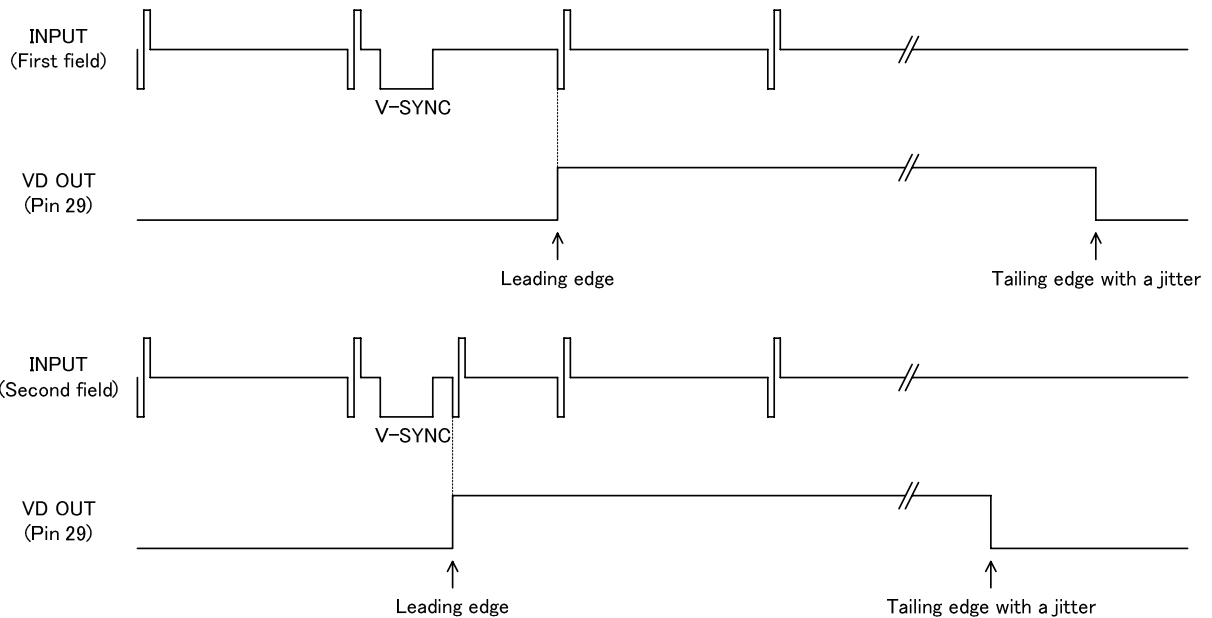 INPUT
(First field)
V-SYNC
VD OUT
(Pin 29)
Leading edge
Tailing edge with a jitter
INPUT
(Second field)
V-SYNC
VD OUT
(Pin 29)
Leading edge
Tailing edge with a jitter